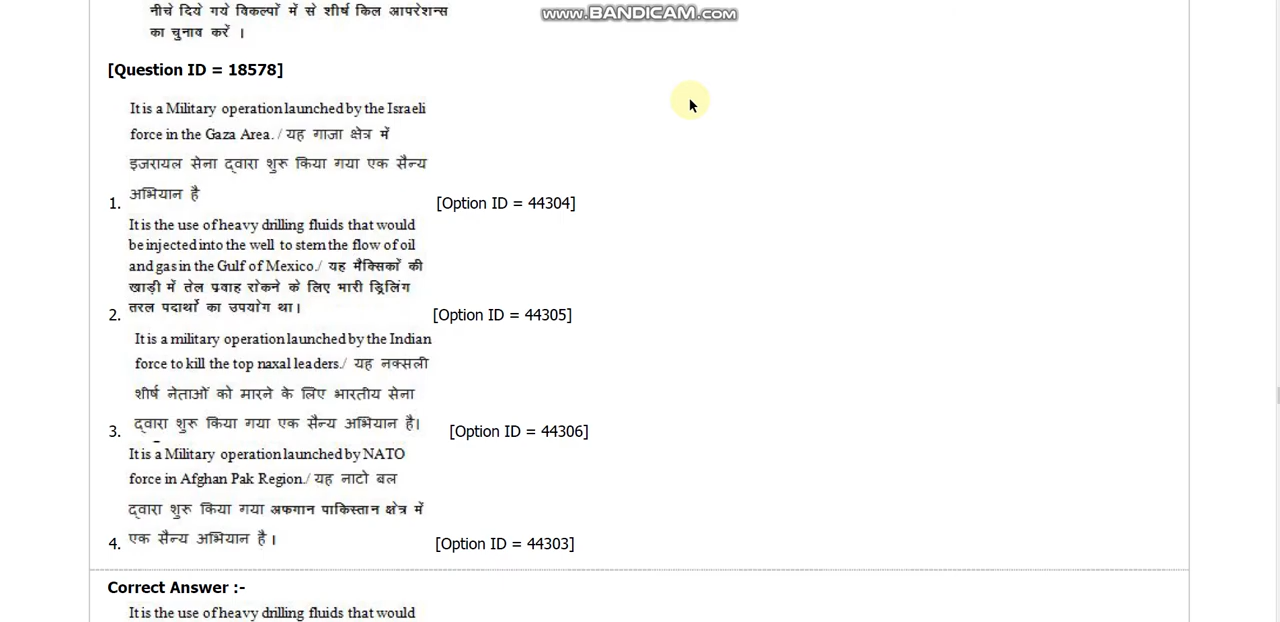 www.BANDICAM.com
नीचे दिये गये विकल्पों में से शीर्ष किल आपरेशन्स
का चुनाव करें ।
[Question ID = 18578]
It is a Military operation launched by the Israeli
force in the Gaza Area. / यह गाजा क्षेत्र में
इजरायल सेना द्वारा शुरू किया गया एक सैन्य
अभियान है
1. [Option ID = 44304]
It is the use of heavy drilling fluids that would
be injected into the well to stem the flow of oil
and gas in the Gulf of Mexico./ यह मैक्सिकों की
खाड़ी में तेल प्रवाह रोकने के लिए भारी ड्रिलिंग
तरल पदार्थो का उपयोग था।
2. [Option ID = 44305]
It is a military operation launched by the Indian
force to kill the top naxal leaders./ यह नक्सली
शीर्ष नेताओं को मारने के लिए भारतीय सेना
द्वारा शुरू किया गया एक सैन्य अभियान है।
3. [Option ID = 44306]
It is a Military operation launched by NATO
force in Afghan Pak Region./ यह नाटो बल
द्वारा शुरू किया गया अफगान पाकिस्तान क्षेत्र में
एक सैन्य अभियान है ।
4. [Option ID = 44303]
Correct Answer :-
It is the use of heavy drilling fluids that would